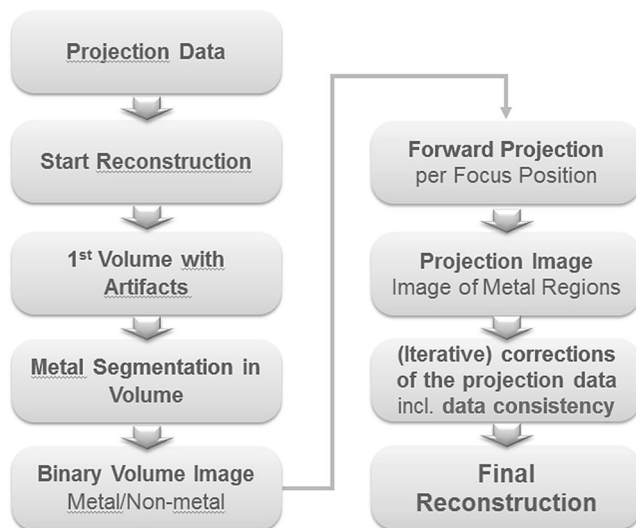 Projection Data
Start Reconstruction
1st Volume with
Artifacts
Metal Segmentation in
Volume
Binary Volume Image
Metal/Non-metal
Forward Projection
per Focus Position
Projection Image
Image of Metal Regions
(Iterative) corrections
of the projection data
incl. data consistency
Final
Reconstruction